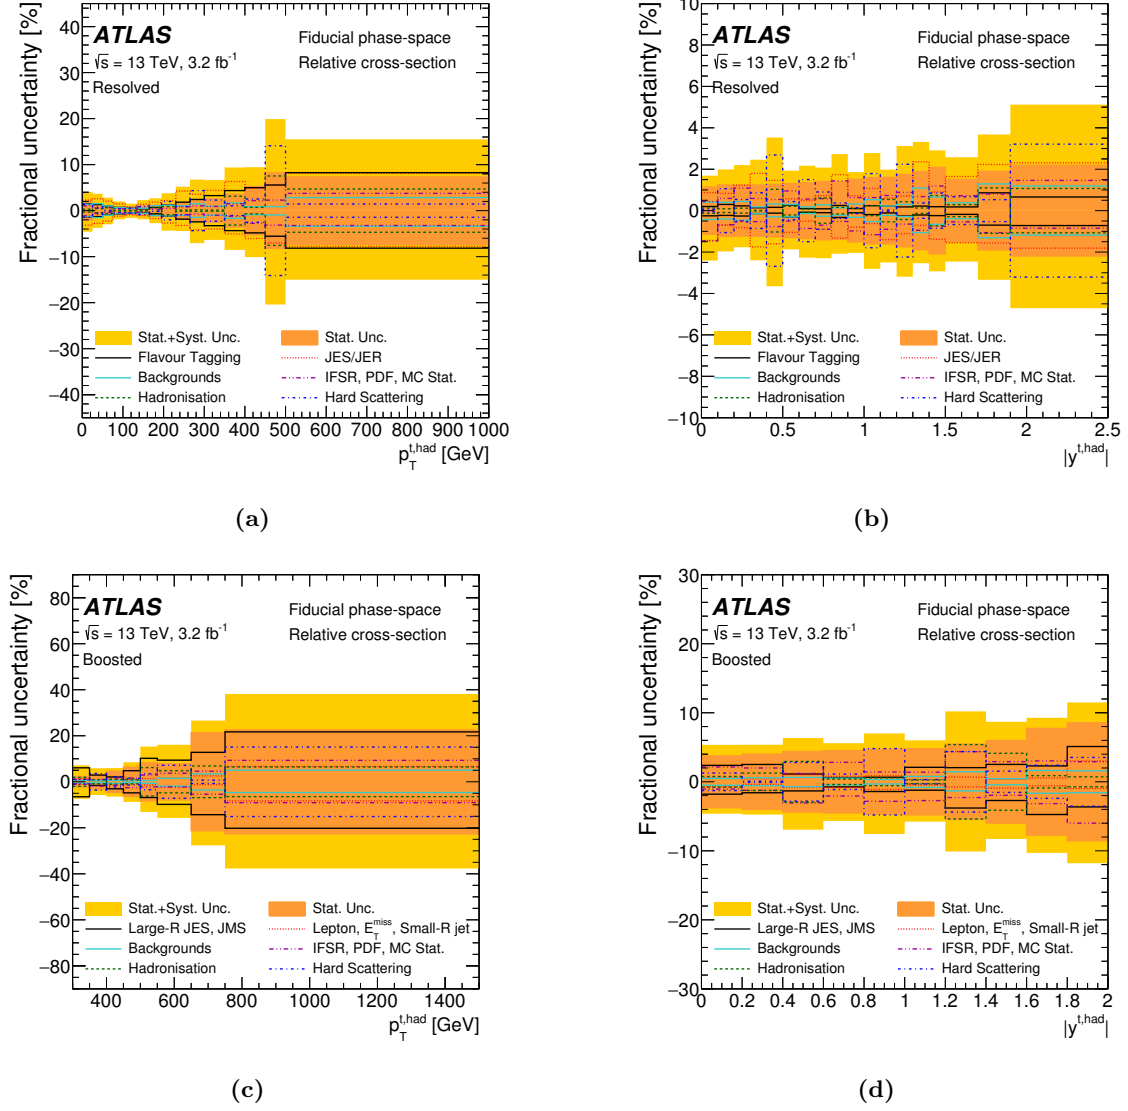 Fractional uncertainty [%]
40
20
0
−20
−40
ATLAS
√s = 13 TeV, 3.2 fb-1
Resolved
Fiducial phase-space
Relative cross-section
Stat.+Syst. Unc.
Stat. Unc.
Flavour Tagging
JES/JER
Backgrounds
IFSR, PDF, MC Stat.
Hadronisation
Hard Scattering
0 100 200 300 400 500 600 700 800 900 1000
p_T^t,had [GeV]
(a)
Fractional uncertainty [%]
10
8
6
4
2
0
−2
−4
−6
−8
−10
ATLAS
√s = 13 TeV, 3.2 fb-1
Resolved
Fiducial phase-space
Relative cross-section
Stat.+Syst. Unc.
Stat. Unc.
Flavour Tagging
JES/JER
Backgrounds
IFSR, PDF, MC Stat.
Hadronisation
Hard Scattering
0 0.5 1 1.5 2 2.5
|y^t,had|
(b)
Fractional uncertainty [%]
80
60
40
20
0
−20
−40
−60
−80
ATLAS
√s = 13 TeV, 3.2 fb-1
Boosted
Fiducial phase-space
Relative cross-section
Stat.+Syst. Unc.
Stat. Unc.
Large-R JES, JMS
Lepton, E_T^miss, Small-R jet
Backgrounds
IFSR, PDF, MC Stat.
Hadronisation
Hard Scattering
400 600 800 1000 1200 1400
p_T^t,had [GeV]
(c)
Fractional uncertainty [%]
30
20
10
0
−10
−20
−30
ATLAS
√s = 13 TeV, 3.2 fb-1
Boosted
Fiducial phase-space
Relative cross-section
Stat.+Syst. Unc.
Stat. Unc.
Large-R JES, JMS
Lepton, E_T^miss, Small-R jet
Backgrounds
IFSR, PDF, MC Stat.
Hadronisation
Hard Scattering
0 0.2 0.4 0.6 0.8 1 1.2 1.4 1.6 1.8 2
|y^t,had|
(d)